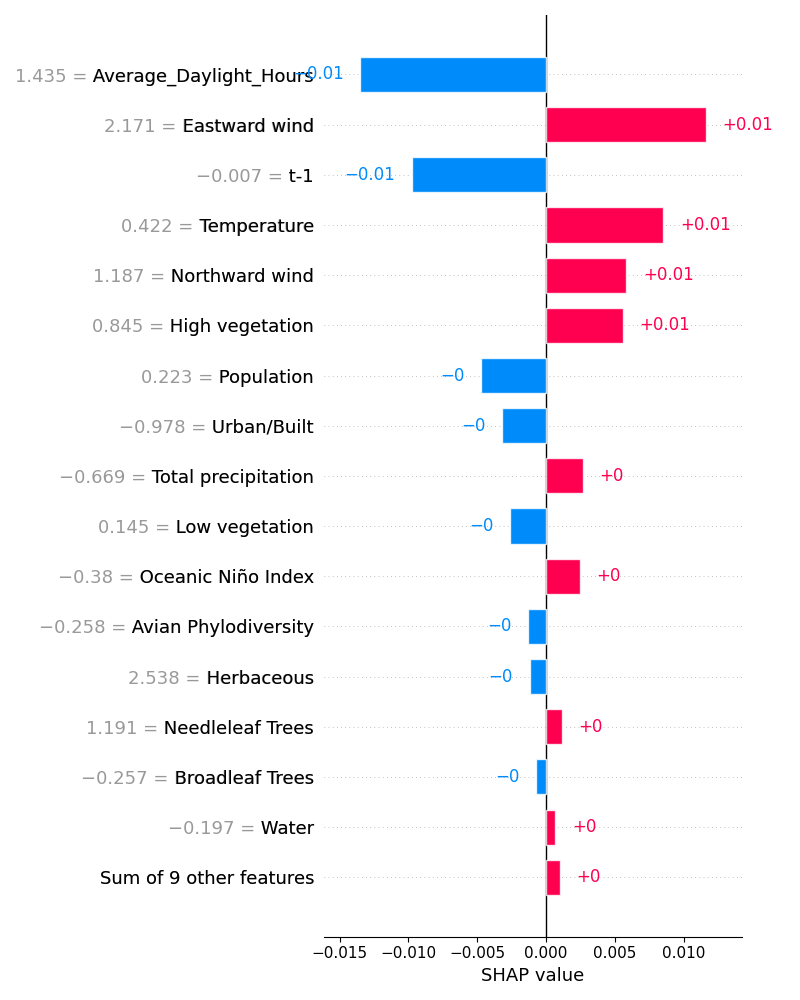 1.435 = Average_Daylight_Hours −0.01
2.171 = Eastward wind +0.01
−0.007 = t-1 −0.01
0.422 = Temperature +0.01
1.187 = Northward wind +0.01
0.845 = High vegetation +0.01
0.223 = Population −0
−0.978 = Urban/Built −0
−0.669 = Total precipitation +0
0.145 = Low vegetation −0
−0.38 = Oceanic Niño Index +0
−0.258 = Avian Phylodiversity −0
2.538 = Herbaceous −0
1.191 = Needleleaf Trees +0
−0.257 = Broadleaf Trees −0
−0.197 = Water +0
Sum of 9 other features +0
−0.015 −0.010 −0.005 0.000 0.005 0.010
SHAP value